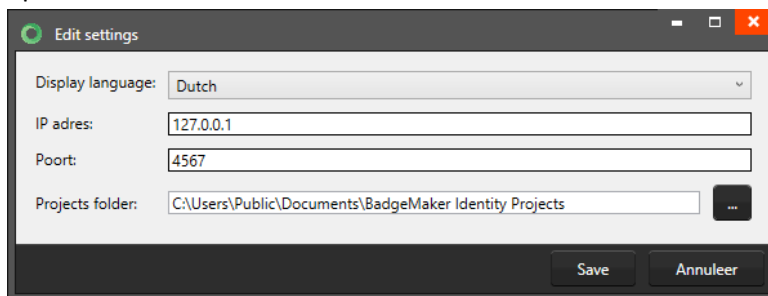 Edit settings
Display language: Dutch
IP adres: 127.0.0.1
Poort: 4567
Projects folder: C:\Users\Public\Documents\BadgeMaker Identity Projects ...
Save Annuleer